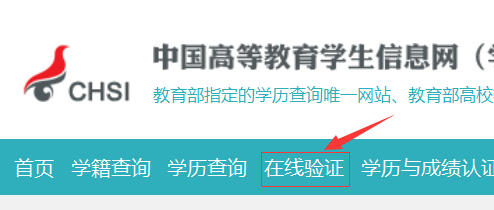 中国高等教育学生信息网（学
CHSI
教育部指定的学历查询唯一网站、教育部高校
首页 学籍查询 学历查询 在线验证 学历与成绩认证